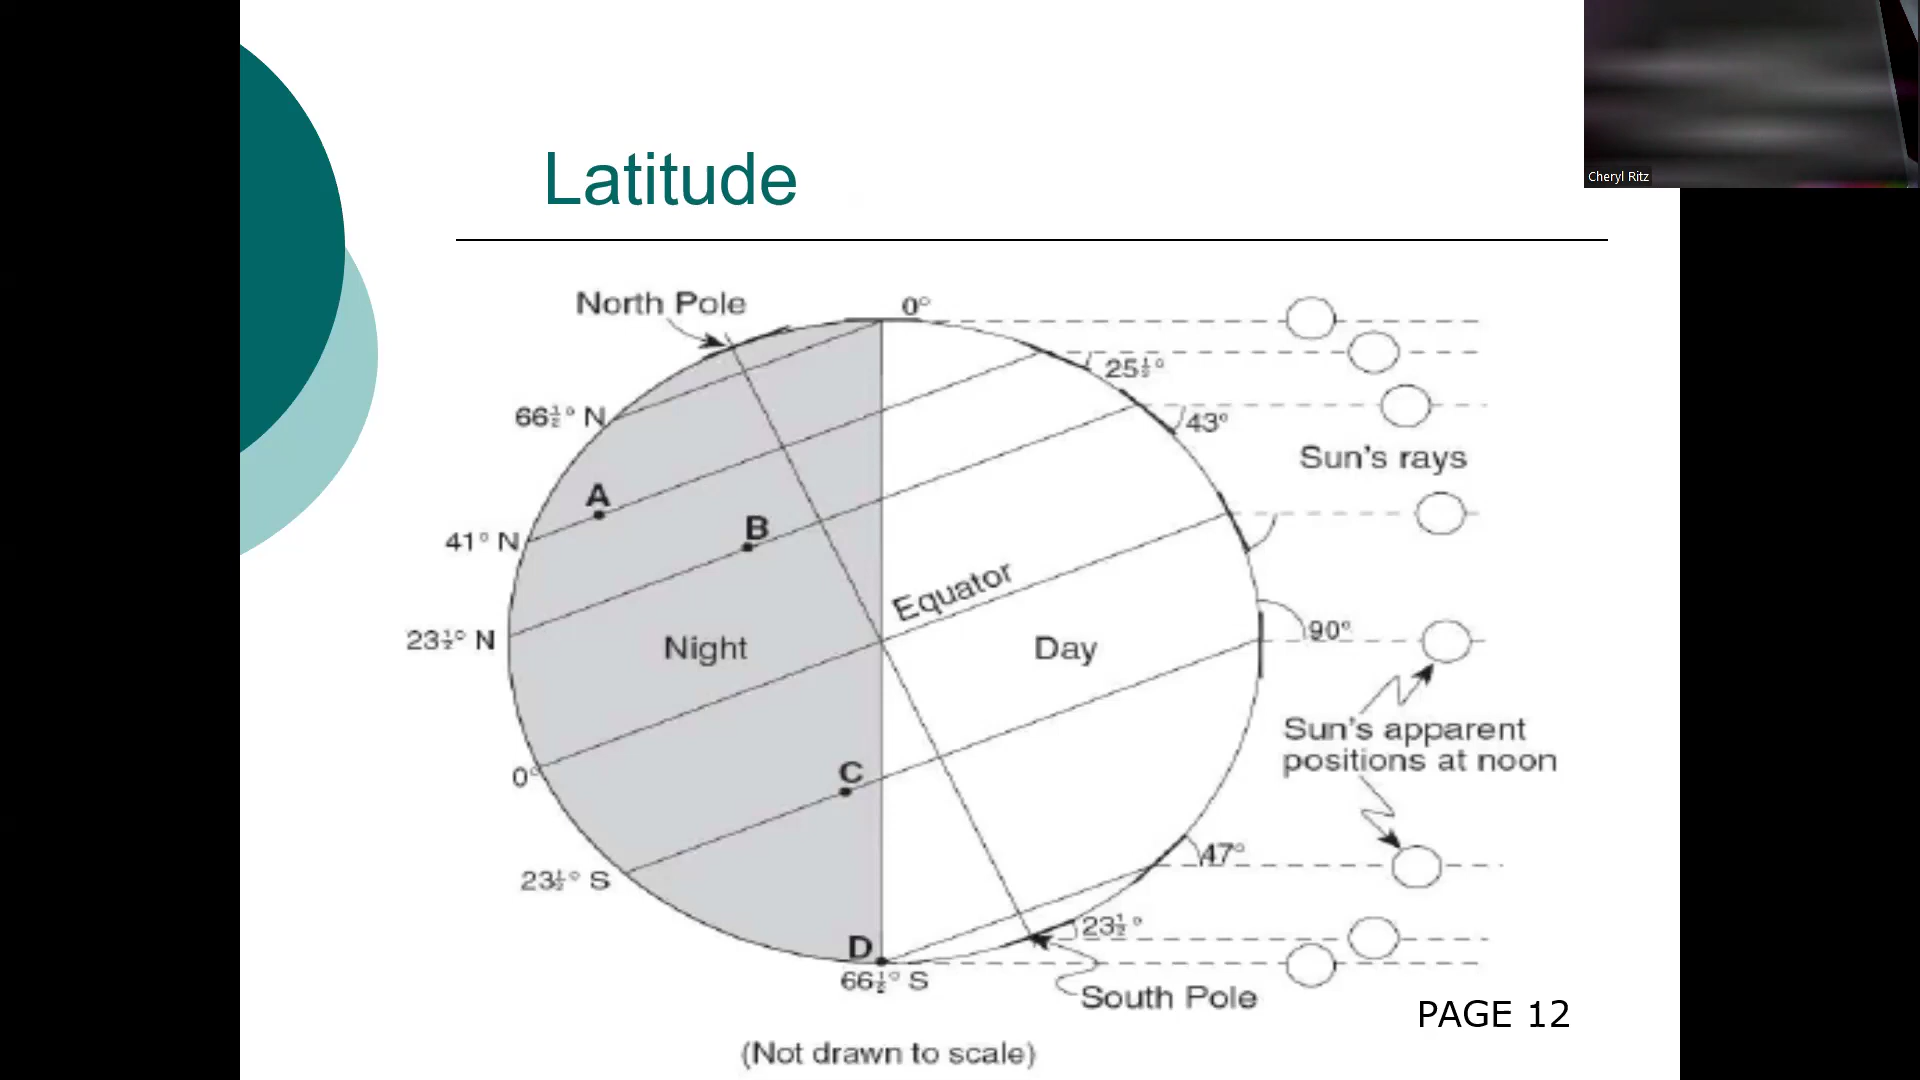 Cheryl Ritz
Latitude
North Pole
0°
25½°
66½° N
43°
Sun's rays
A
B
41° N
Equator
23½° N
Night
Day
90°
Sun's apparent
positions at noon
0°
C
23½° S
47°
23½°
D
66½° S
South Pole
PAGE 12
(Not drawn to scale)